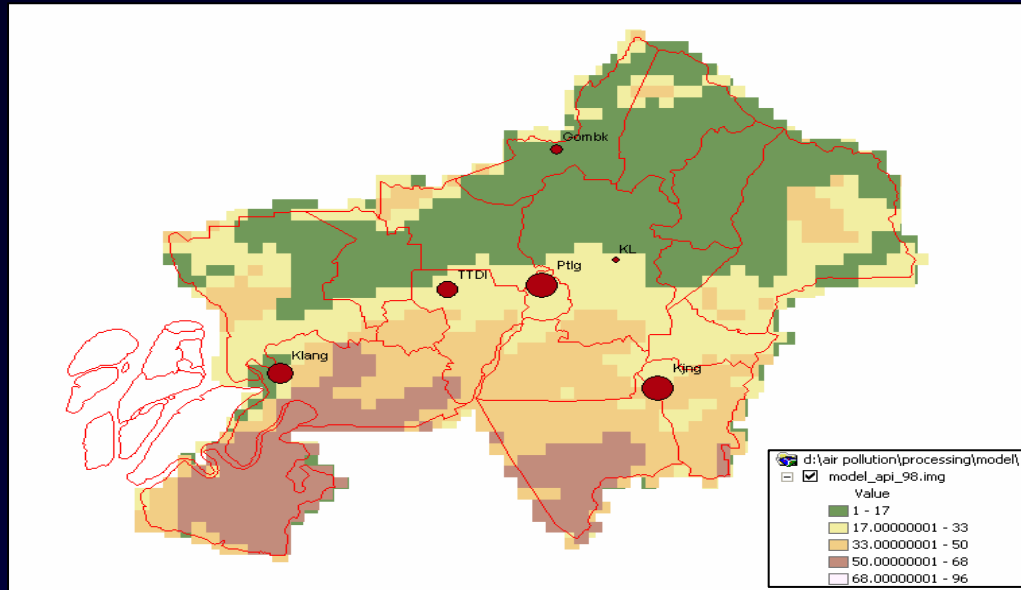 Gombk
KL
Ptlg
TTDI
Klang
Kjng
d:\air pollution\processing\model\
model_api_98.img
Value
1 - 17
17.00000001 - 33
33.00000001 - 50
50.00000001 - 68
68.00000001 - 96